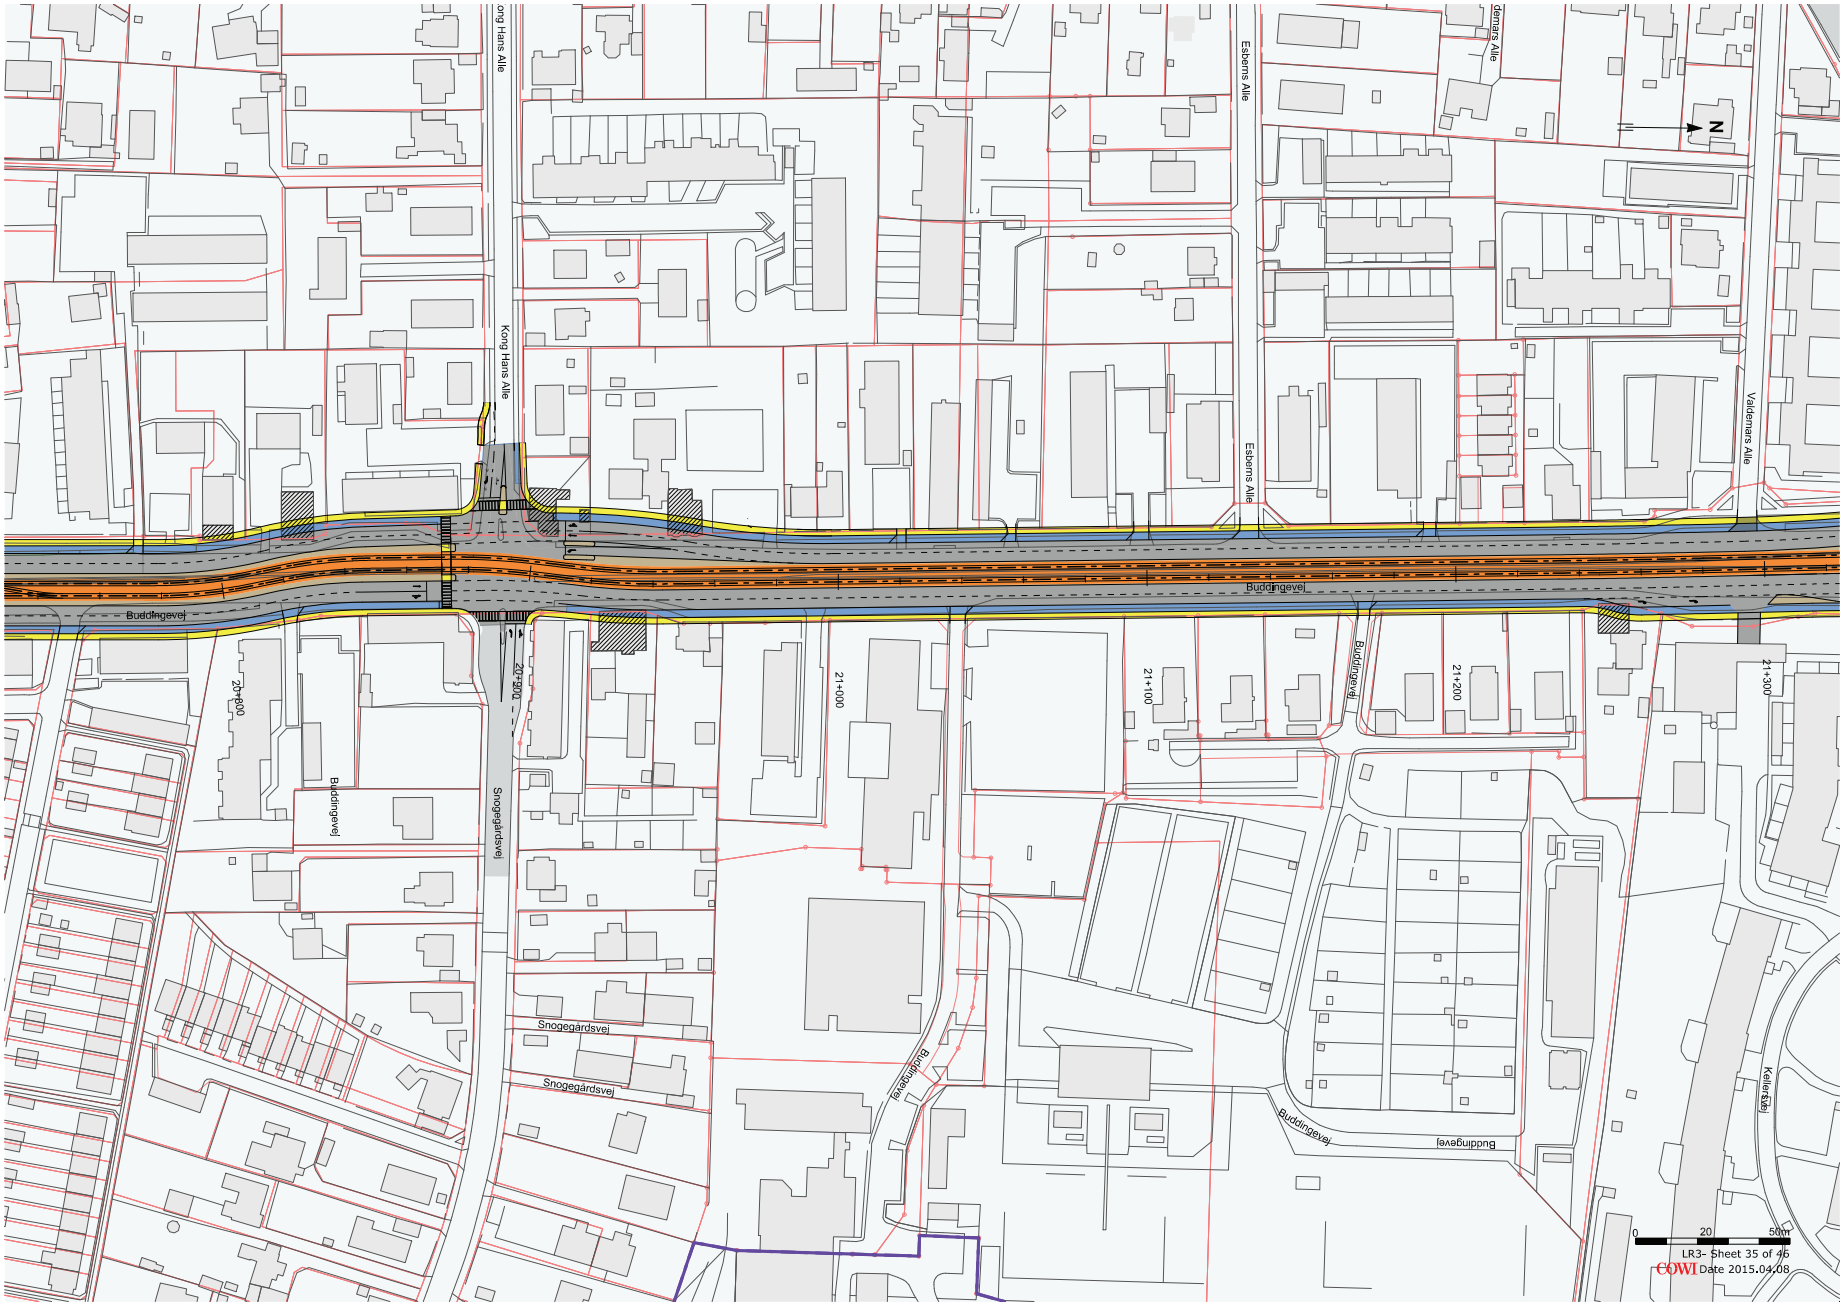 ong Hans Alle
Esberns Alle
demars Alle
N
Kong Hans Alle
Valdemars Alle
Esberns Alle
Buddingevej
Buddingevej
20+800
20+900
21+000
21+100
Buddingevej
21+200
21+300
Buddingevej
Snogegårdsvej
Snogegårdsvej
Snogegårdsvej
Buddingevej
Kellersvej
Buddingevej
Buddingevej
0 20 50m
LR3- Sheet 35 of 46
COWI Date 2015.04.08